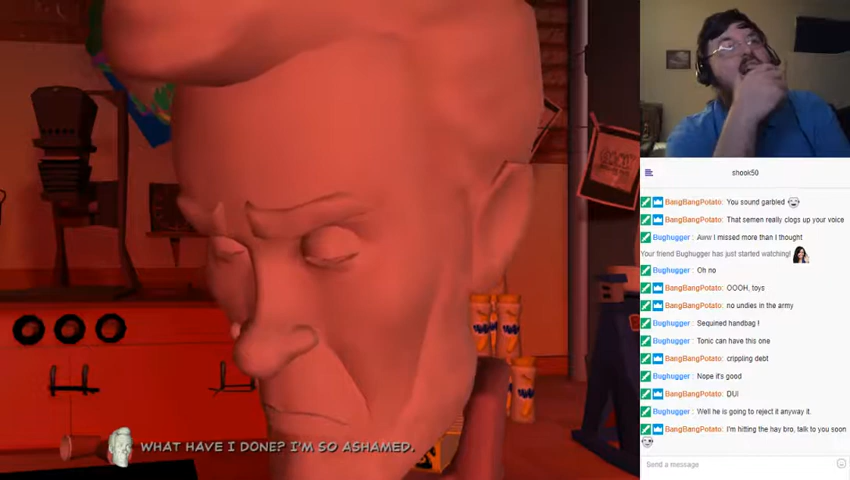 shook50
BangBangPotato: You sound garbled
BangBangPotato: That semen really clogs up your voice
Bughugger: Aww I missed more than I thought
Your friend Bughugger has just started watching!
Bughugger: Oh no
BangBangPotato: OOOH, toys
BangBangPotato: no undies in the army
Bughugger: Sequined handbag !
Bughugger: Tonic can have this one
BangBangPotato: crippling debt
Bughugger: Nope it's good
BangBangPotato: DUI
Bughugger: Well he is going to reject it anyway it.
BangBangPotato: I'm hitting the hay bro, talk to you soon
WHAT HAVE I DONE? I'M SO ASHAMED.
Send a message